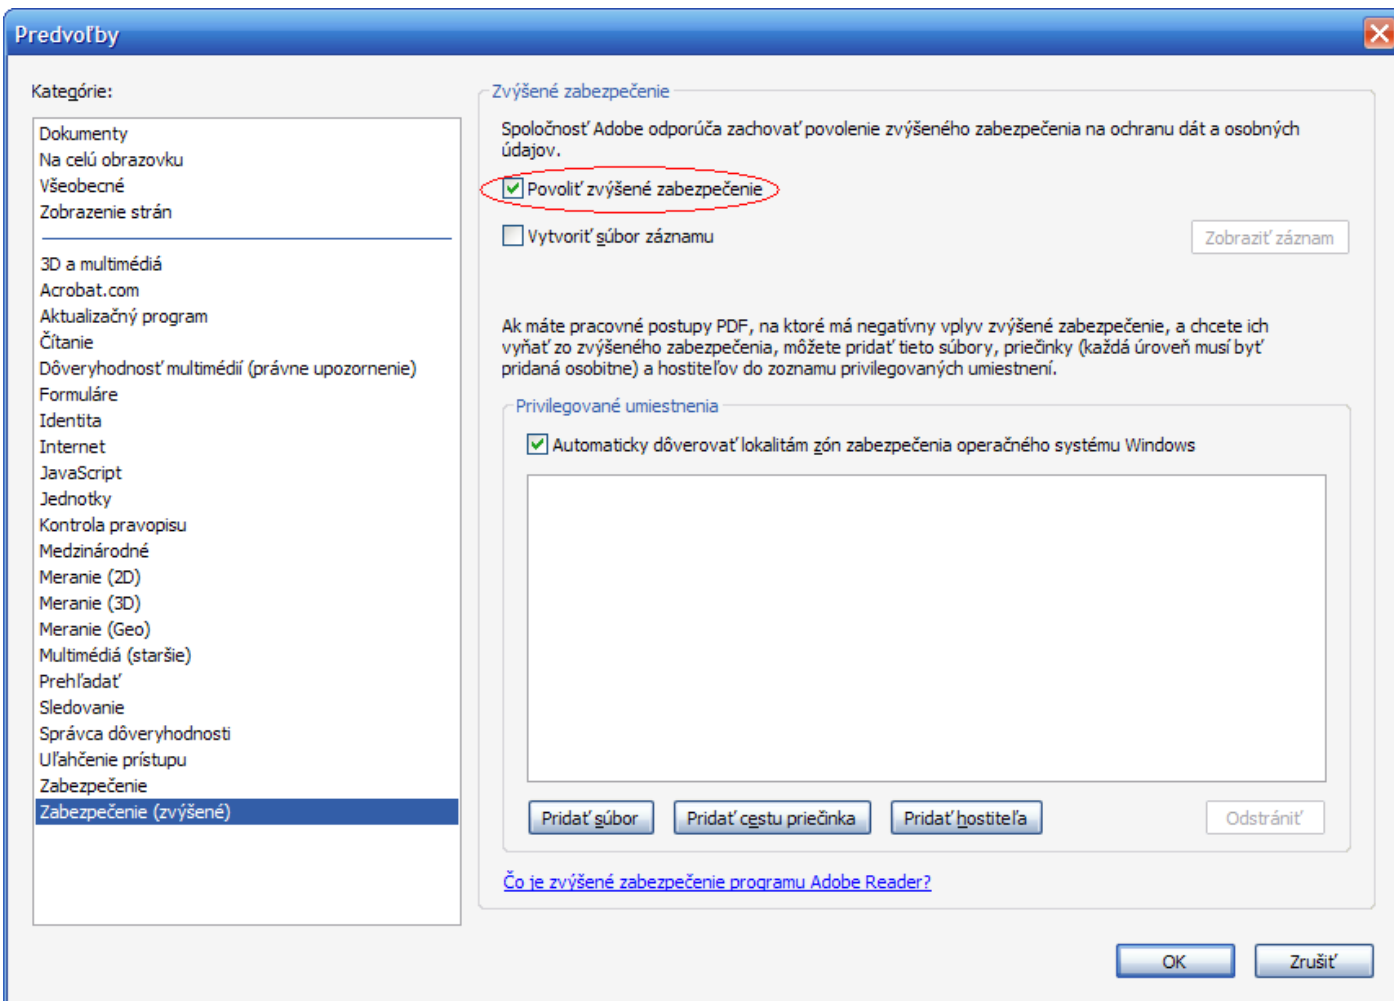 Predvoľby
Kategórie:
Dokumenty
Na celú obrazovku
Všeobecné
Zobrazenie strán
3D a multimédiá
Acrobat.com
Aktualizačný program
Čítanie
Dôveryhodnosť multimédií (právne upozornenie)
Formuláre
Identita
Internet
JavaScript
Jednotky
Kontrola pravopisu
Medzinárodné
Meranie (2D)
Meranie (3D)
Meranie (Geo)
Multimédiá (staršie)
Prehľadať
Sledovanie
Správca dôveryhodnosti
Uľahčenie prístupu
Zabezpečenie
Zabezpečenie (zvýšené)
Zvýšené zabezpečenie
Spoločnosť Adobe odporúča zachovať povolenie zvýšeného zabezpečenia na ochranu dát a osobných
údajov.
Povoliť zvýšené zabezpečenie
Vytvoriť súbor záznamu
Zobraziť záznam
Ak máte pracovné postupy PDF, na ktoré má negatívny vplyv zvýšené zabezpečenie, a chcete ich
vyňať zo zvýšeného zabezpečenia, môžete pridať tieto súbory, priečinky (každá úroveň musí byť
pridaná osobitne) a hostiteľov do zoznamu privilegovaných umiestnení.
Privilegované umiestnenia
Automaticky dôverovať lokalitám zón zabezpečenia operačného systému Windows
Pridať súbor
Pridať cestu priečinka
Pridať hostiteľa
Odstrániť
Čo je zvýšené zabezpečenie programu Adobe Reader?
OK
Zrušiť